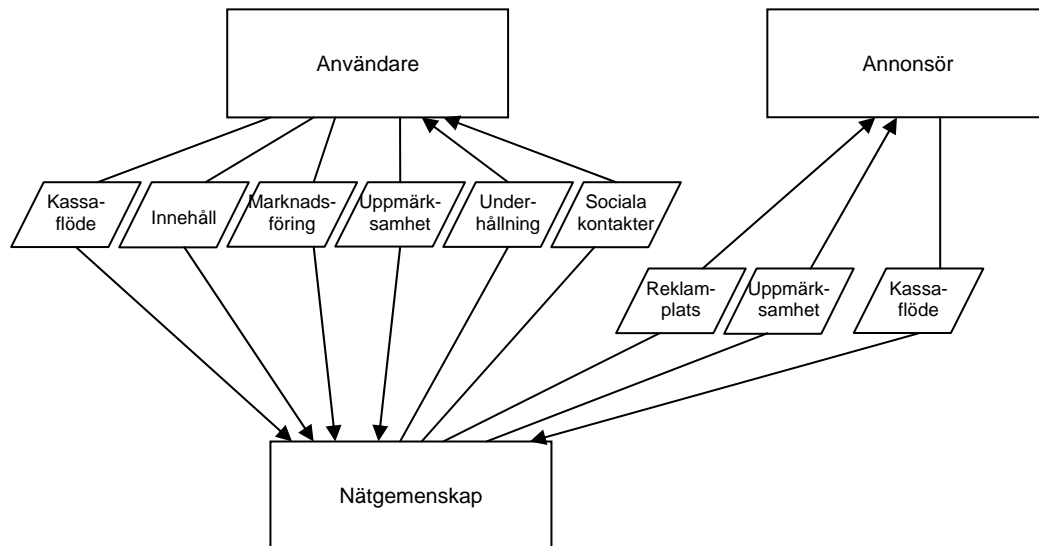 Användare
Annonsör
Kassa-
flöde
Innehåll
Marknads-
föring
Uppmärk-
samhet
Under-
hållning
Sociala
kontakter
Reklam-
plats
Uppmärk-
samhet
Kassa-
flöde
Nätgemenskap